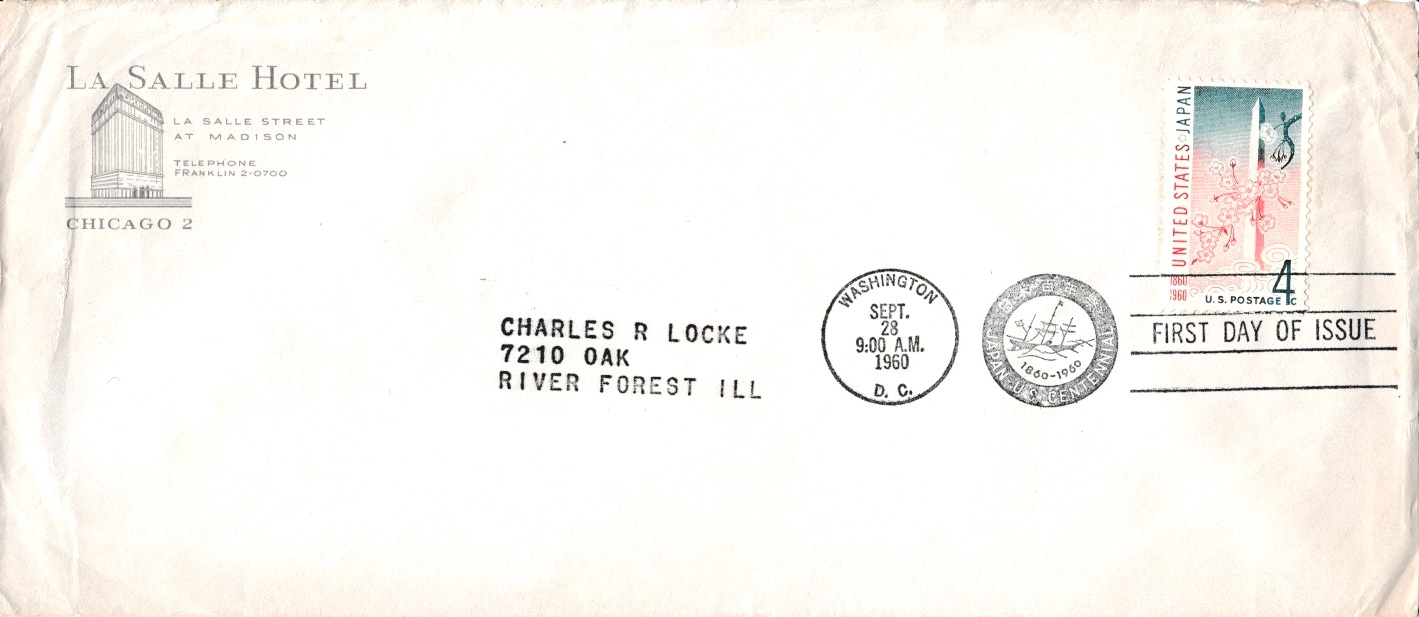 LA SALLE HOTEL
LA SALLE STREET
AT MADISON
TELEPHONE
FRANKLIN 2-0700
CHICAGO 2
UNITED STATES JAPAN
1860
1960
4c
U.S. POSTAGE
CHARLES R LOCKE
7210 OAK
RIVER FOREST ILL
WASHINGTON
SEPT.
28
9:00 A.M.
1960
D. C.
1860-1960
JAPAN-U.S. CENTENNIAL
FIRST DAY OF ISSUE